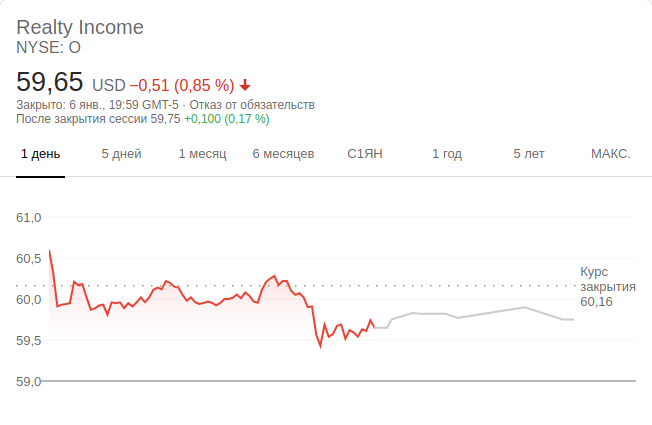 Realty Income
NYSE: O
59,65 USD −0,51 (0,85 %)
Закрыто: 6 янв., 19:59 GMT-5 · Отказ от обязательств
После закрытия сессии 59,75 +0,100 (0,17 %)
1 день 5 дней 1 месяц 6 месяцев С1ЯН 1 год 5 лет МАКС.
61,0
60,5
Курс
закрытия
60,16
60,0
59,5
59,0